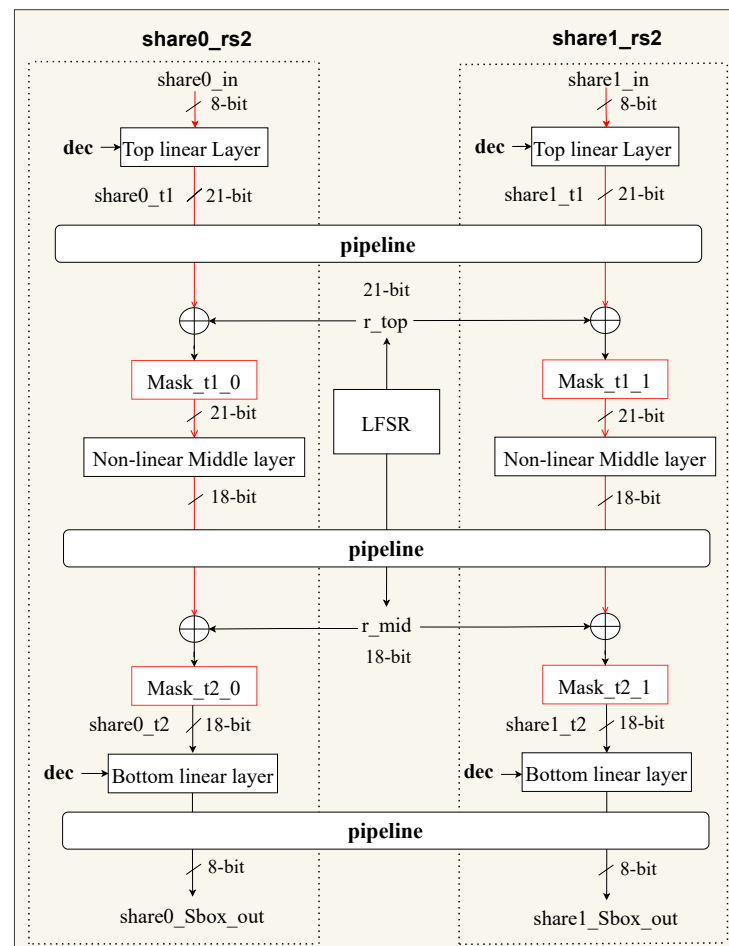 share0_rs2 share1_rs2
share0_in share1_in
8-bit 8-bit
dec Top linear Layer dec Top linear Layer
share0_t1 21-bit share1_t1 21-bit
pipeline
21-bit
r_top
Mask_t1_0 Mask_t1_1
21-bit LFSR 21-bit
Non-linear Middle layer Non-linear Middle layer
18-bit 18-bit
pipeline
r_mid
18-bit
Mask_t2_0 Mask_t2_1
share0_t2 18-bit share1_t2 18-bit
dec Bottom linear layer dec Bottom linear layer
pipeline
8-bit 8-bit
share0_Sbox_out share1_Sbox_out